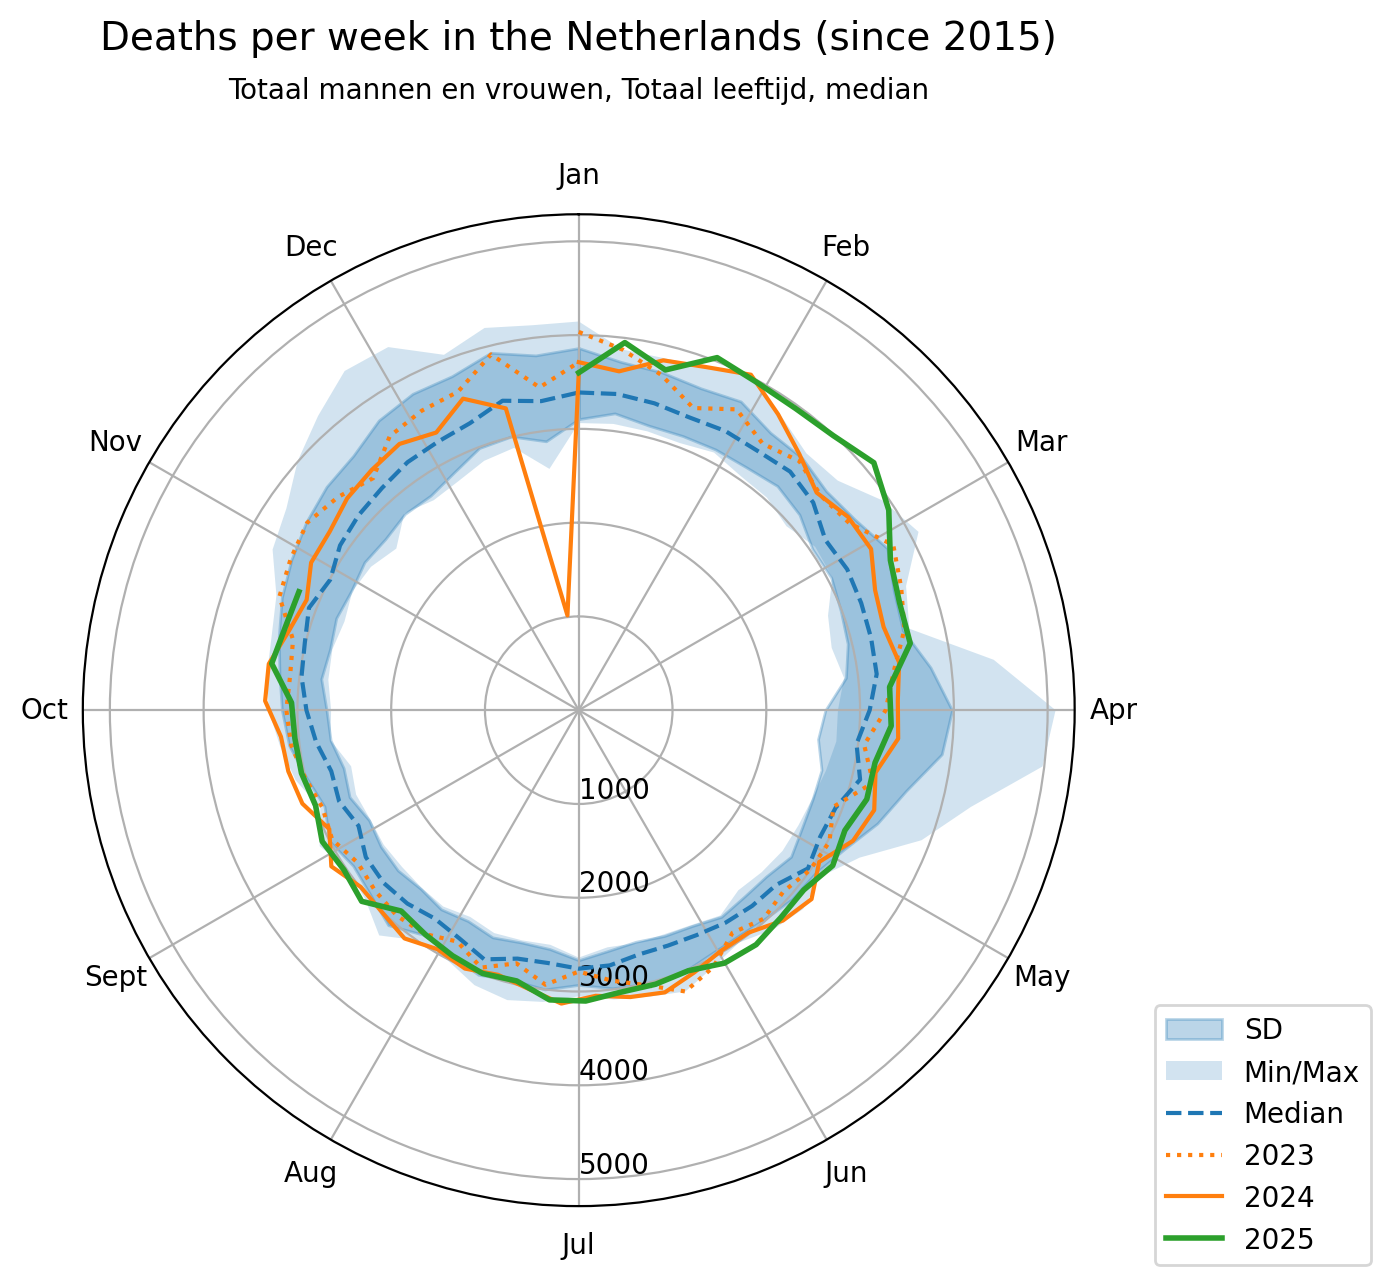 Deaths per week in the Netherlands (since 2015)
Totaal mannen en vrouwen, Totaal leeftijd, median
Jan
Feb
Mar
Apr
May
Jun
Jul
Aug
Sept
Oct
Nov
Dec
1000
2000
3000
4000
5000
SD
Min/Max
Median
2023
2024
2025